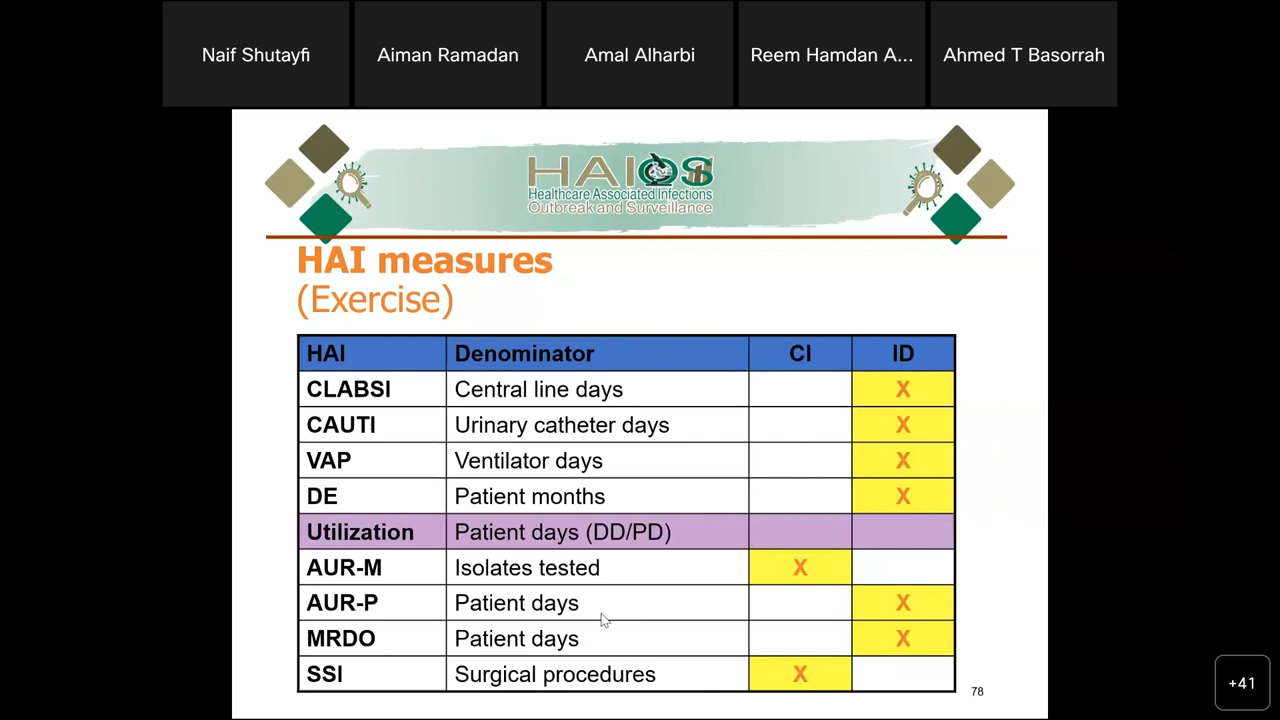 Naif Shutayfi
Aiman Ramadan
Amal Alharbi
Reem Hamdan A...
Ahmed T Basorrah
HAIOS
Healthcare Associated Infections
Outbreak and Surveillance
HAI measures
(Exercise)
HAI Denominator CI ID
CLABSI Central line days X
CAUTI Urinary catheter days X
VAP Ventilator days X
DE Patient months X
Utilization Patient days (DD/PD)
AUR-M Isolates tested X
AUR-P Patient days X
MRDO Patient days X
SSI Surgical procedures X
78
+41